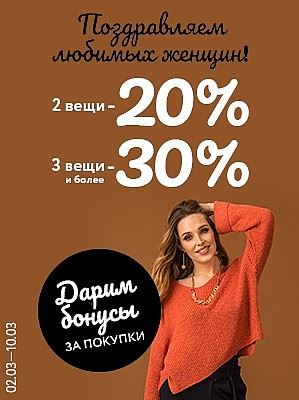 Поздравляем
любимых женщин!
2 вещи - 20%
3 вещи - 30%
и более
Дарим
бонусы
ЗА ПОКУПКИ
02.03—10.03